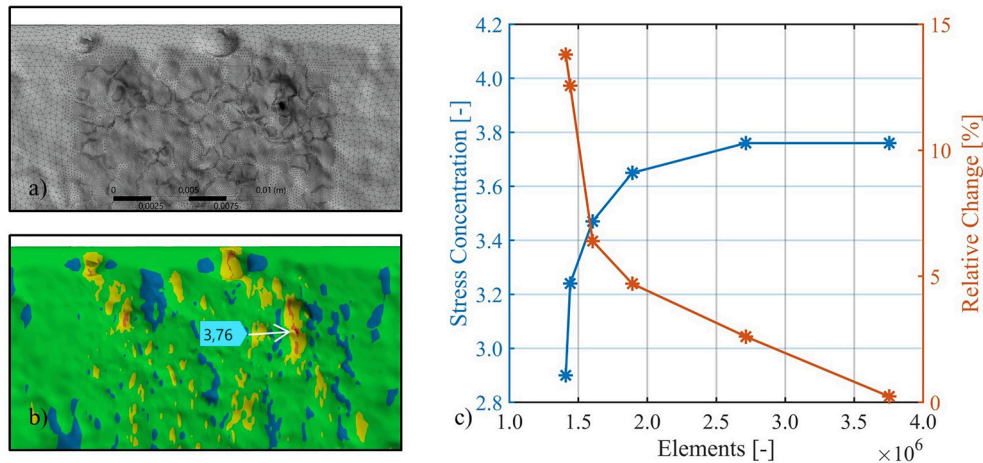 a)
0 0,005 0,01 (m)
0,0025 0,0075
b)
3,76
c)
Stress Concentration [-]
4.2
4.0
3.8
3.6
3.4
3.2
3.0
2.8
Relative Change [%]
15
10
5
0
1.0 1.5 2.0 2.5 3.0 3.5 4.0
Elements [-]
×10⁶